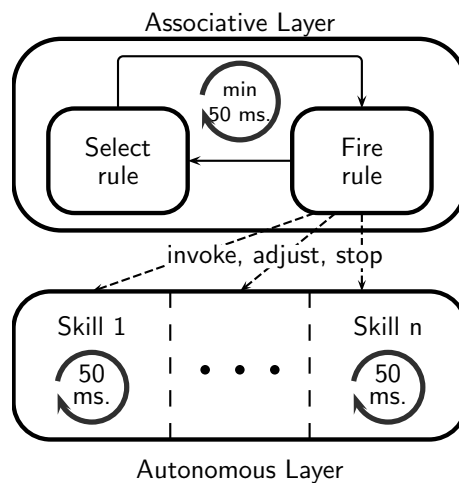 Associative Layer
min
50 ms.
Select
rule
Fire
rule
invoke, adjust, stop
Skill 1
Skill n
50
ms.
50
ms.
Autonomous Layer